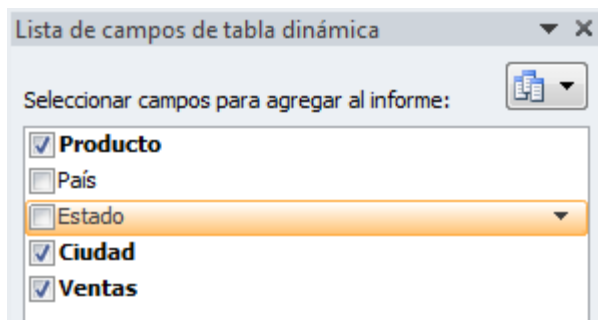 Lista de campos de tabla dinámica
Seleccionar campos para agregar al informe:
Producto
País
Estado
Ciudad
Ventas